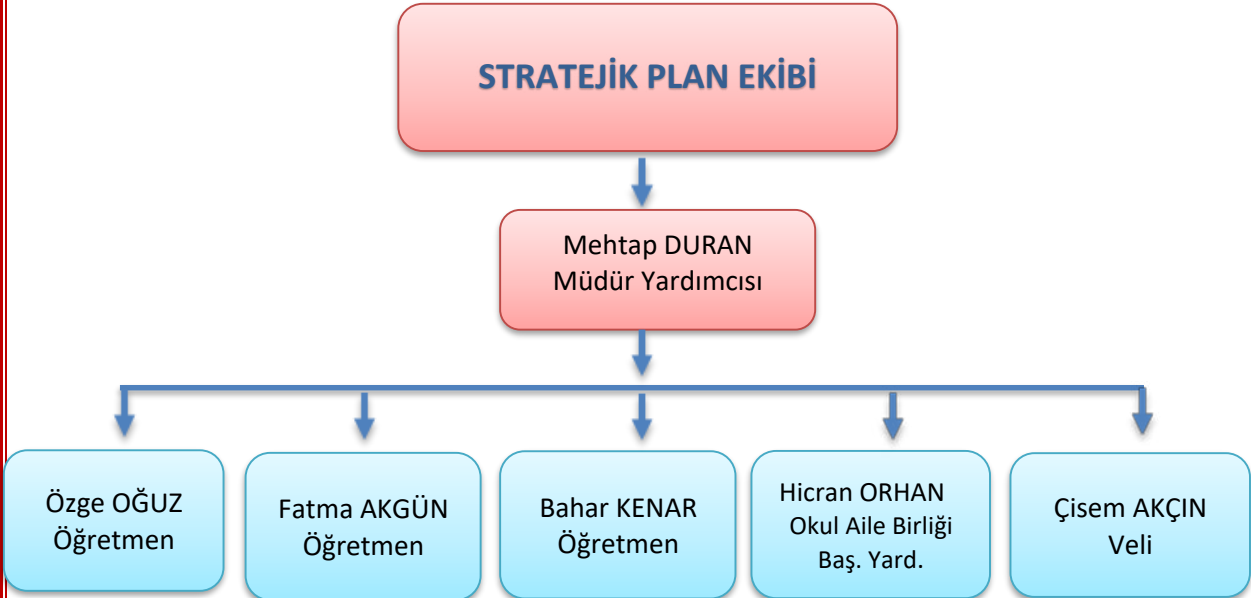 STRATEJİK PLAN EKİBİ
Mehtap DURAN
Müdür Yardımcısı
Özge OĞUZ
Öğretmen
Fatma AKGÜN
Öğretmen
Bahar KENAR
Öğretmen
Hicran ORHAN
Okul Aile Birliği
Baş. Yard.
Çisem AKÇIN
Veli